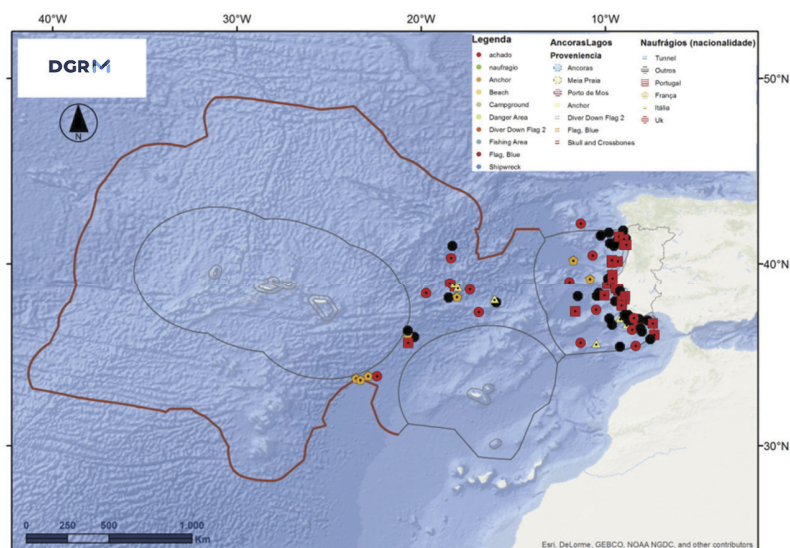 40°W 30°W 20°W 10°W
DGRM
N
Legenda
achado
naufragio
Anchor
Beach
Campground
Danger Area
Diver Down Flag 2
Fishing Area
Flag, Blue
Shipwreck
AncorasLagos
Proveniencia
Ancoras
Meia Praia
Porto de Mos
Anchor
Diver Down Flag 2
Flag, Blue
Skull and Crossbones
Naufrágios (nacionalidade)
Tunnel
Outros
Portugal
França
Itália
Uk
50°N
40°N 40°N
30°N 30°N
0 250 500 1.000
Km
Esri, DeLorme, GEBCO, NOAA NGDC, and other contributors